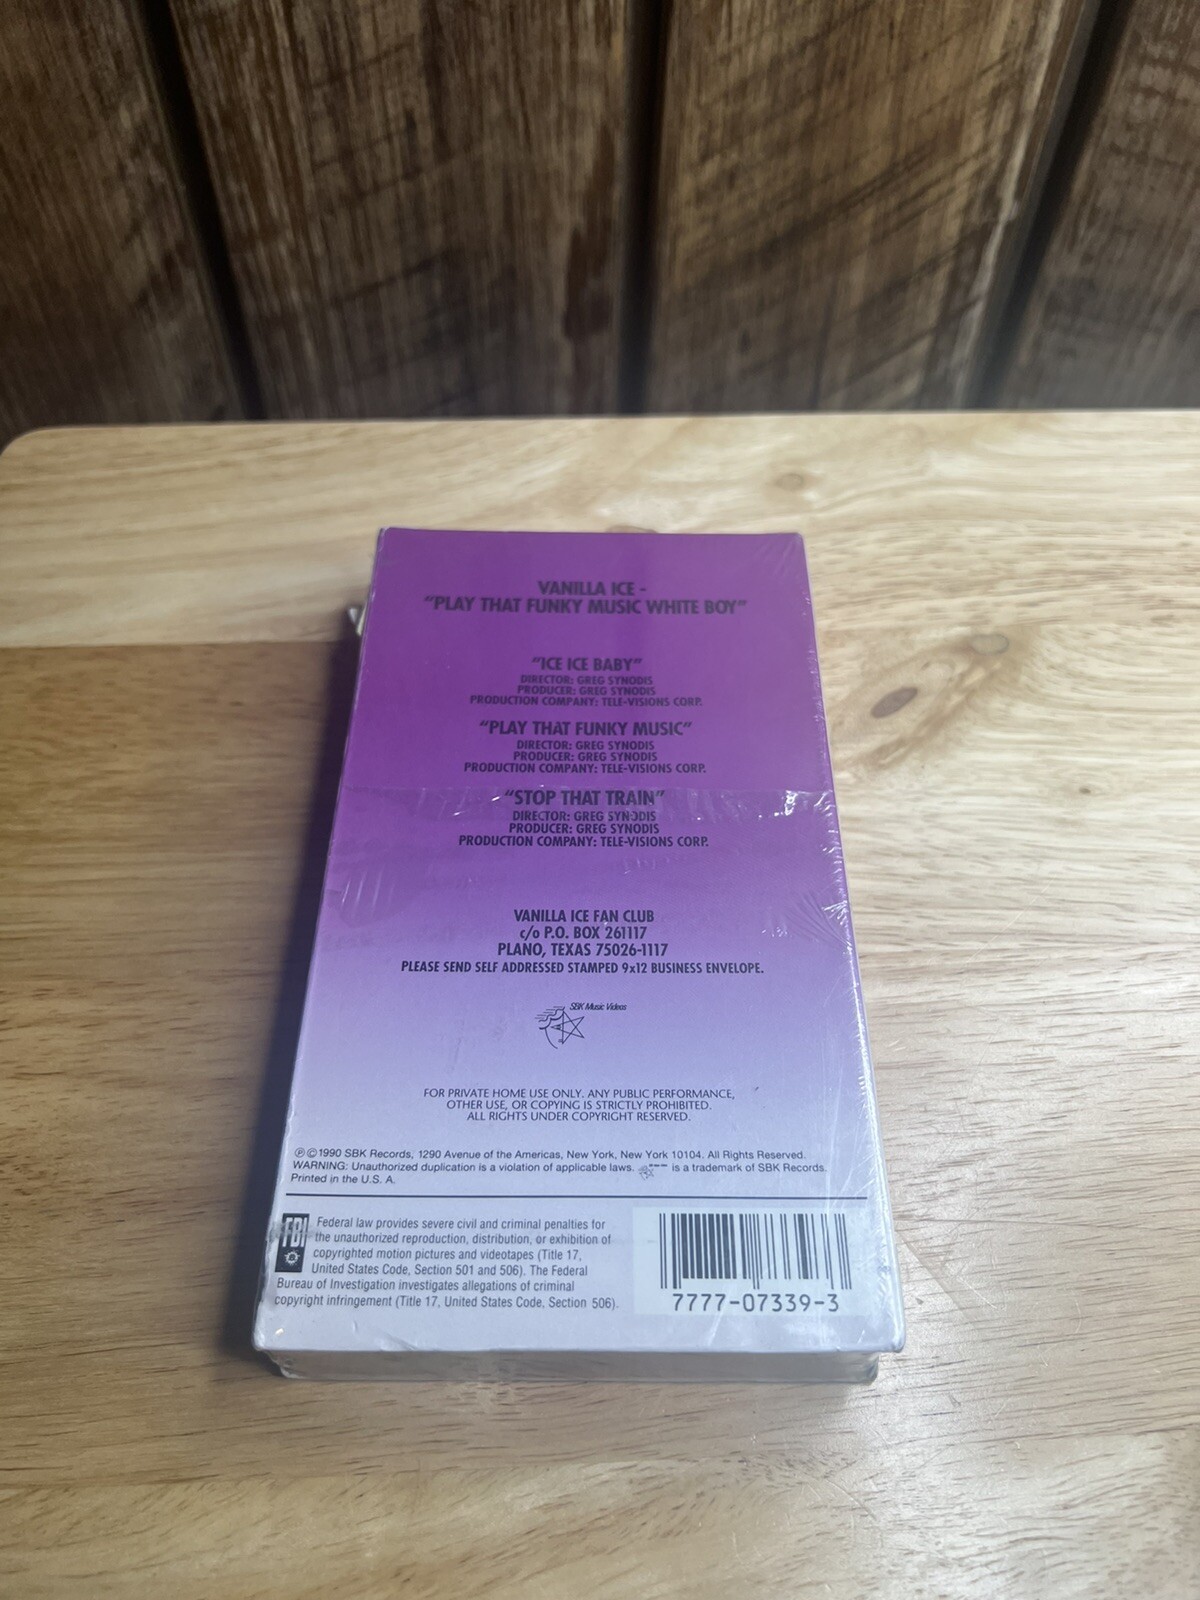 VANILLA ICE -
"PLAY THAT FUNKY MUSIC WHITE BOY"
"ICE ICE BABY"
DIRECTOR: GREG SYNODIS
PRODUCER: GREG SYNODIS
PRODUCTION COMPANY: TELE-VISIONS CORP.
"PLAY THAT FUNKY MUSIC"
DIRECTOR: GREG SYNODIS
PRODUCER: GREG SYNODIS
PRODUCTION COMPANY: TELE-VISIONS CORP.
"STOP THAT TRAIN"
DIRECTOR: GREG SYNODIS
PRODUCER: GREG SYNODIS
PRODUCTION COMPANY: TELE-VISIONS CORP.
VANILLA ICE FAN CLUB
c/o P.O. BOX 261117
PLANO, TEXAS 75026-1117
PLEASE SEND SELF ADDRESSED STAMPED 9x12 BUSINESS ENVELOPE.
SBK Music Videos
FOR PRIVATE HOME USE ONLY. ANY PUBLIC PERFORMANCE,
OTHER USE, OR COPYING IS STRICTLY PROHIBITED.
ALL RIGHTS UNDER COPYRIGHT RESERVED.
℗©1990 SBK Records, 1290 Avenue of the Americas, New York, New York 10104. All Rights Reserved.
WARNING: Unauthorized duplication is a violation of applicable laws. is a trademark of SBK Records.
Printed in the U. S. A.
FBI
Federal law provides severe civil and criminal penalties for
the unauthorized reproduction, distribution, or exhibition of
copyrighted motion pictures and videotapes (Title 17,
United States Code, Section 501 and 506). The Federal
Bureau of Investigation investigates allegations of criminal
copyright infringement (Title 17, United States Code, Section 506).
7777-07339-3